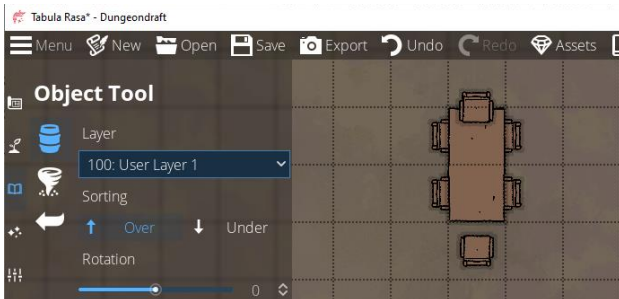 Tabula Rasa* - Dungeondraft
Menu New Open Save Export Undo Redo Assets
Object Tool
Layer
100: User Layer 1
Sorting
Over Under
Rotation
0